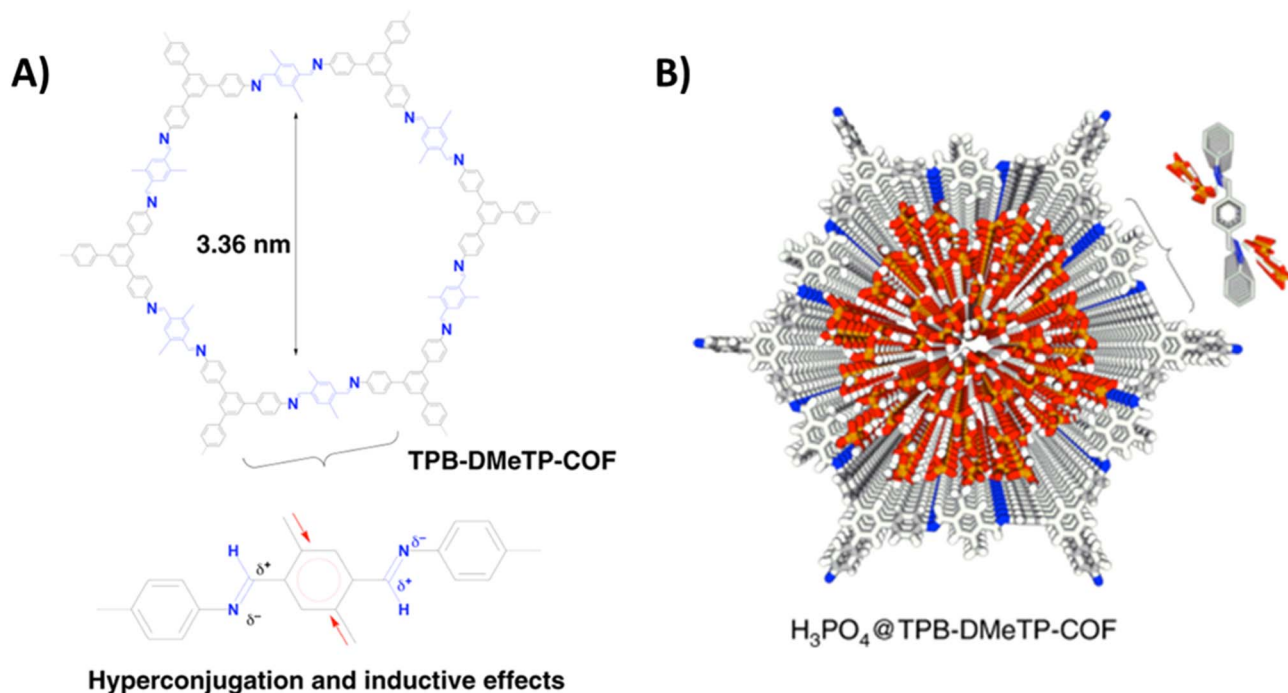 A)
B)
N
N
N
N
N
N
N
N
N
N
N
N
3.36 nm
TPB-DMeTP-COF
H
δ+
N
δ−
N
δ−
δ+
H
Hyperconjugation and inductive effects
H3PO4@TPB-DMeTP-COF